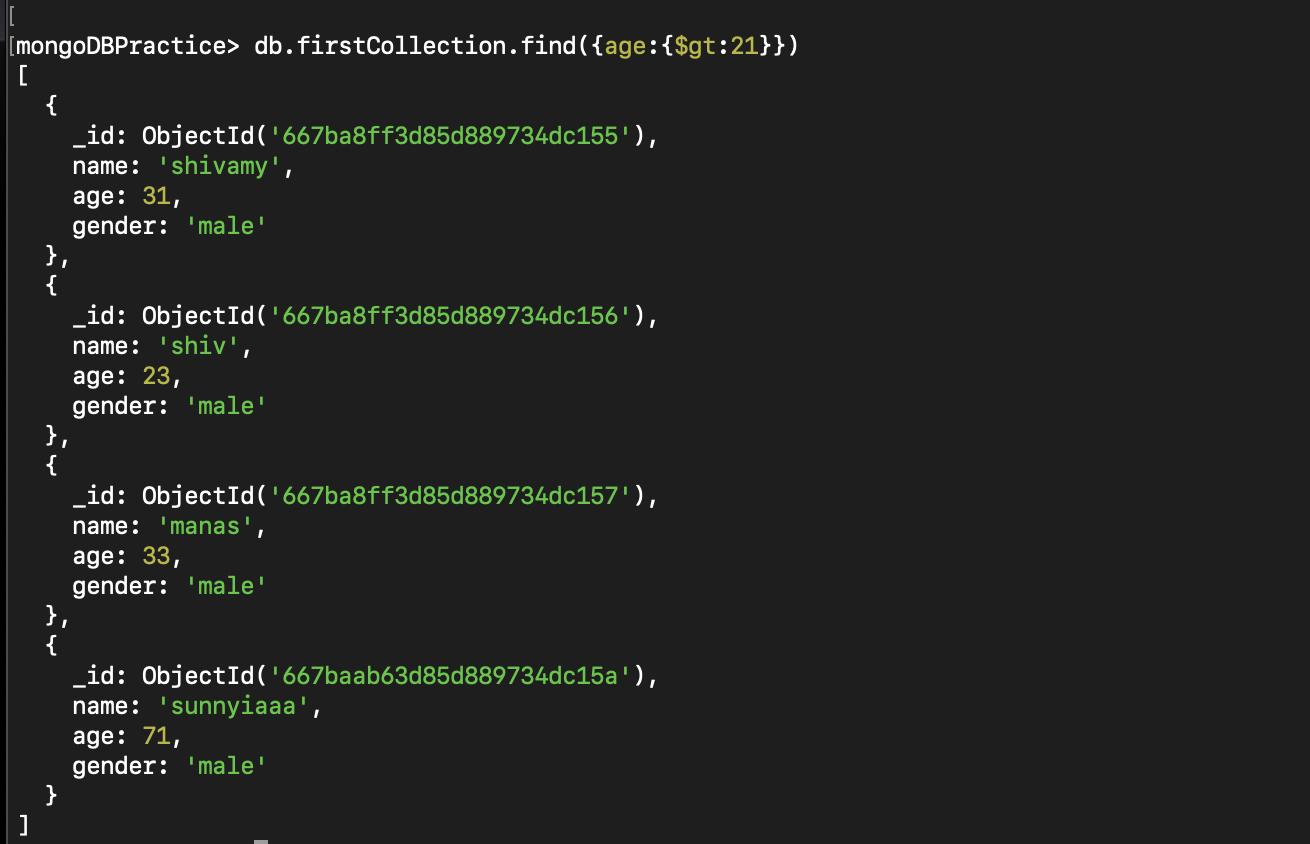 [
[mongoDBPractice> db.firstCollection.find({age:{$gt:21}})
[
  {
    _id: ObjectId('667ba8ff3d85d889734dc155'),
    name: 'shivamy',
    age: 31,
    gender: 'male'
  },
  {
    _id: ObjectId('667ba8ff3d85d889734dc156'),
    name: 'shiv',
    age: 23,
    gender: 'male'
  },
  {
    _id: ObjectId('667ba8ff3d85d889734dc157'),
    name: 'manas',
    age: 33,
    gender: 'male'
  },
  {
    _id: ObjectId('667baab63d85d889734dc15a'),
    name: 'sunnyiaaa',
    age: 71,
    gender: 'male'
  }
]